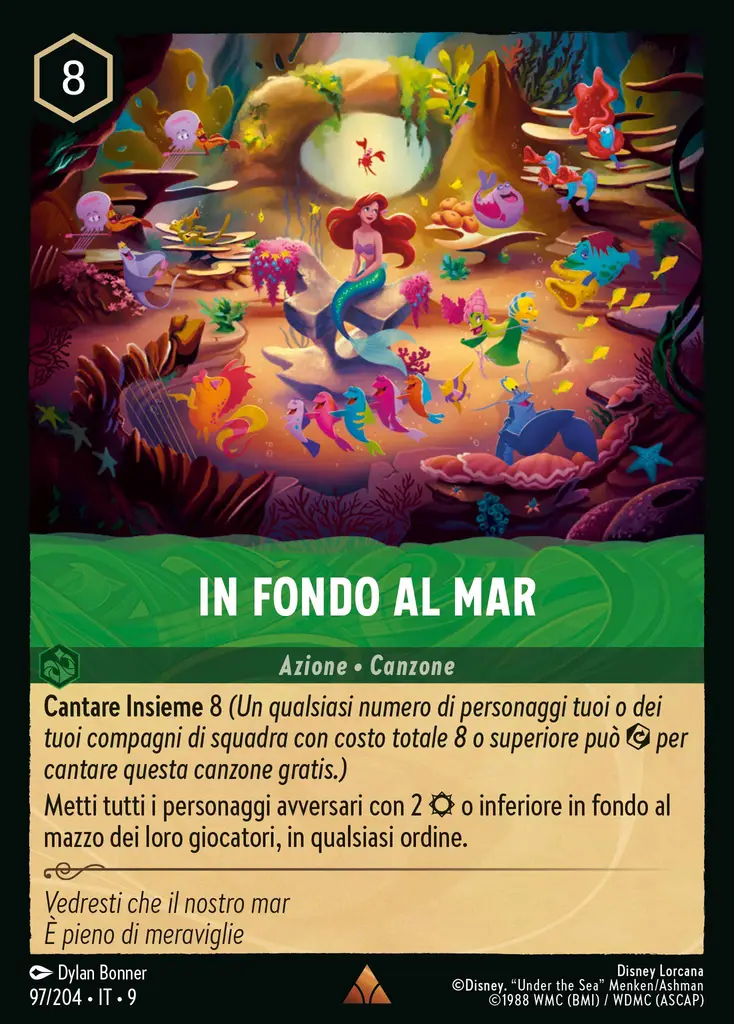 8
IN FONDO AL MAR
Azione • Canzone
Cantare Insieme 8 (Un qualsiasi numero di personaggi tuoi o dei
tuoi compagni di squadra con costo totale 8 o superiore può per
cantare questa canzone gratis.)
Metti tutti i personaggi avversari con 2 o inferiore in fondo al
mazzo dei loro giocatori, in qualsiasi ordine.
Vedresti che il nostro mar
È pieno di meraviglie
Dylan Bonner
97/204 • IT • 9
Disney Lorcana
©Disney. “Under the Sea” Menken/Ashman
©1988 WMC (BMI) / WDMC (ASCAP)